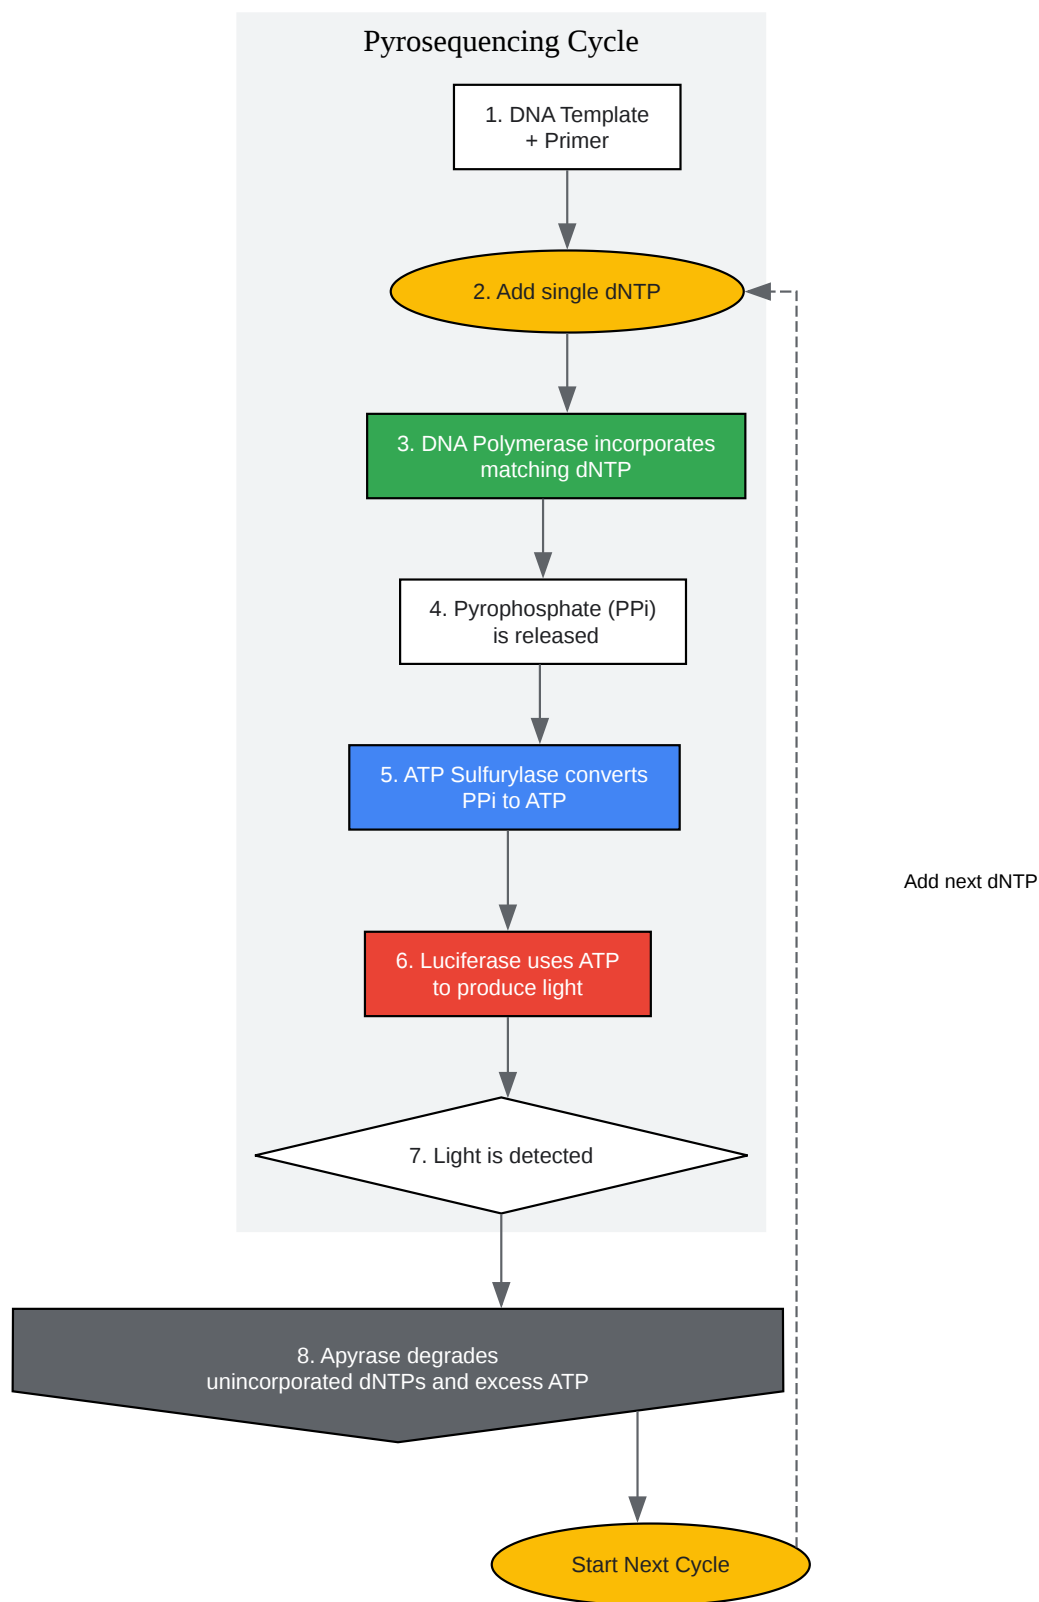 Pyrosequencing Cycle
1. DNA Template
+ Primer
2. Add single dNTP
3. DNA Polymerase incorporates
matching dNTP
4. Pyrophosphate (PPi)
is released
5. ATP Sulfurylase converts
PPi to ATP
Add next dNTP
6. Luciferase uses ATP
to produce light
7. Light is detected
8. Apyrase degrades
unincorporated dNTPs and excess ATP
Start Next Cycle